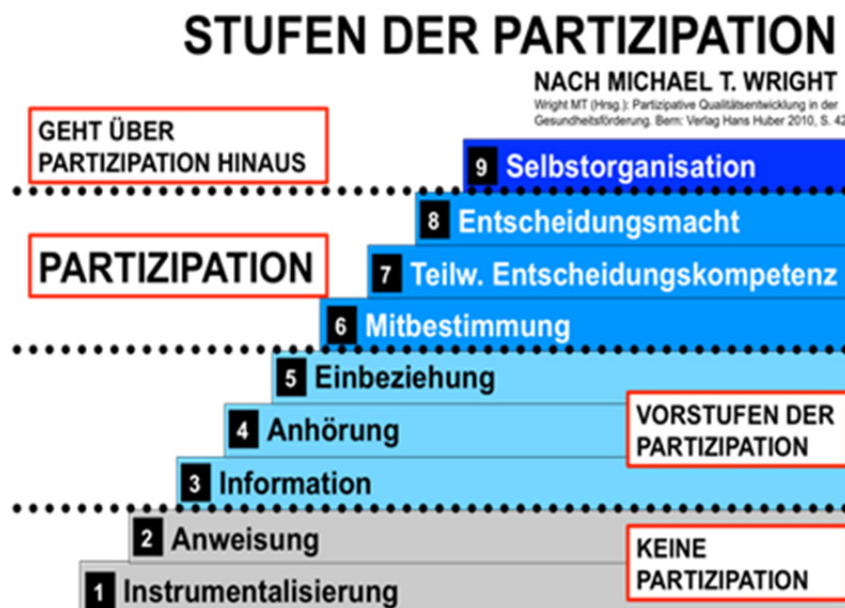 STUFEN DER PARTIZIPATION
NACH MICHAEL T. WRIGHT
Wright MT (Hrsg.): Partizipative Qualitätsentwicklung in der
Gesundheitsförderung. Bern: Verlag Hans Huber 2010, S. 42
GEHT ÜBER
PARTIZIPATION HINAUS
9 Selbstorganisation
8 Entscheidungsmacht
PARTIZIPATION
7 Teilw. Entscheidungskompetenz
6 Mitbestimmung
5 Einbeziehung
4 Anhörung
VORSTUFEN DER
PARTIZIPATION
3 Information
2 Anweisung
KEINE
PARTIZIPATION
1 Instrumentalisierung